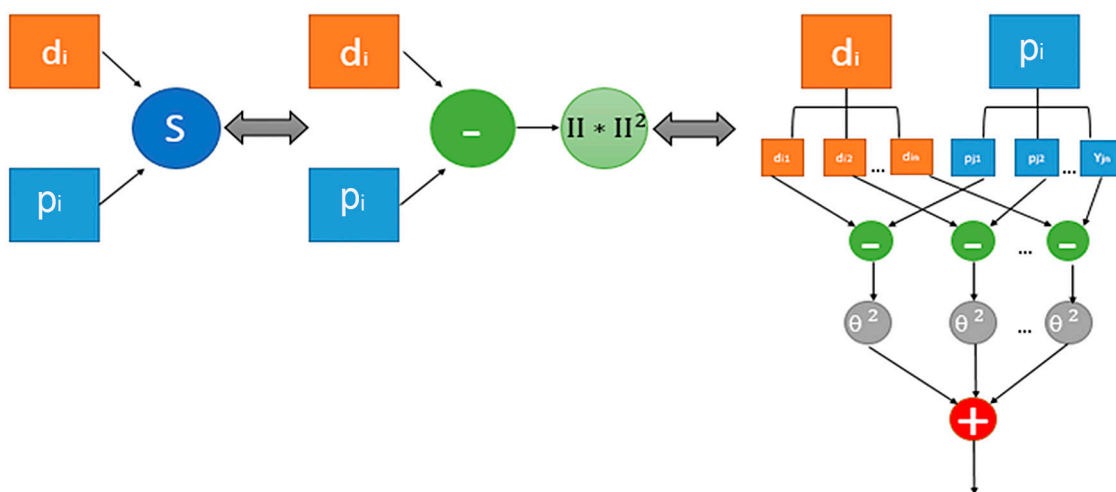 di
pi
S
di
pi
−
II * II²
di
pi
di1
di2
...
din
pj1
pj2
...
Yjn
−
−
...
−
θ²
θ²
...
θ²
+